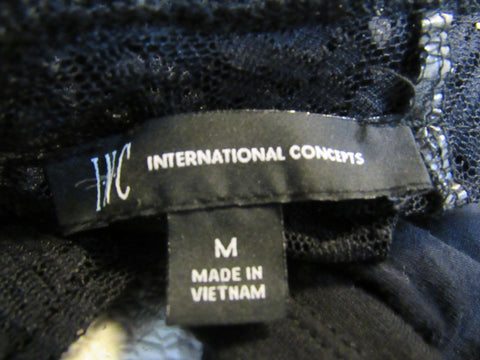 INC INTERNATIONAL CONCEPTS
M
MADE IN
VIETNAM